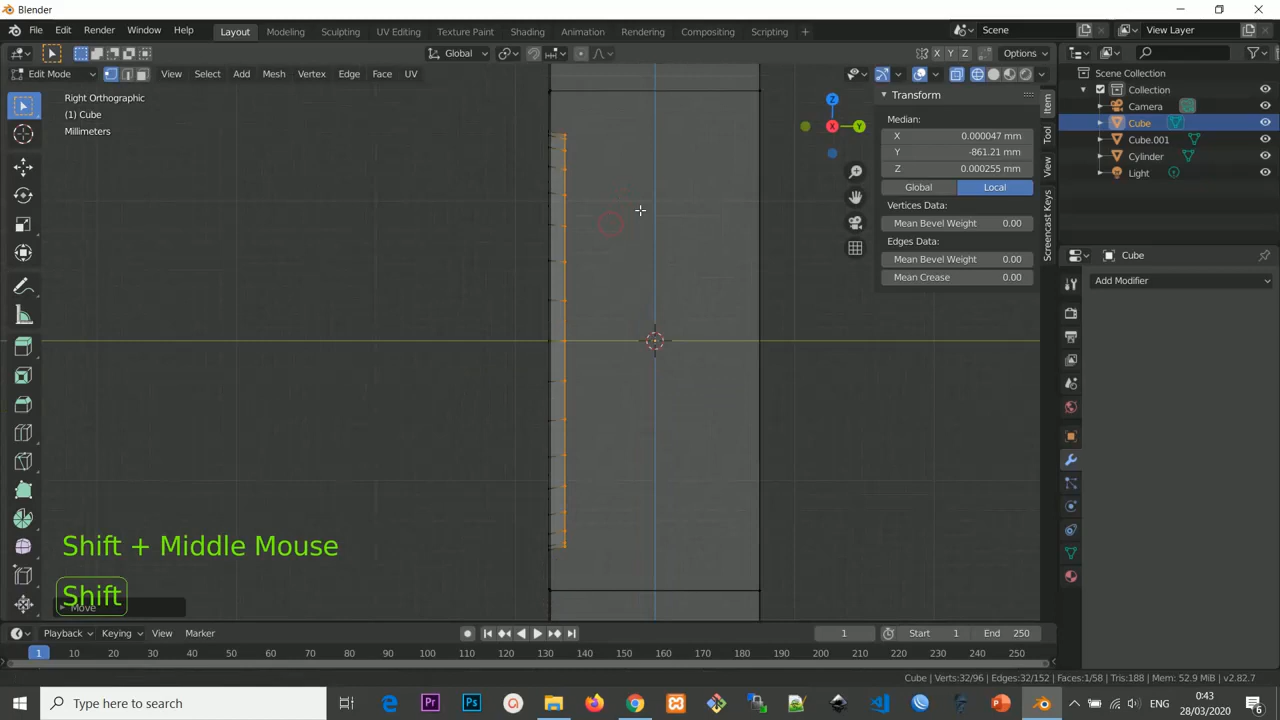 Blender
File Edit Render Window Help Layout Modeling Sculpting UV Editing Texture Paint Shading Animation Rendering Compositing Scripting + Scene View Layer
Global X Y Z Options
Edit Mode View Select Add Mesh Vertex Edge Face UV
Scene Collection
Collection
Camera
Cube
Cube.001
Cylinder
Light
Right Orthographic
(1) Cube
Millimeters
Z
X
Y
Transform
Median:
X 0.000047 mm
Y -861.21 mm
Z 0.000255 mm
Global Local
Vertices Data:
Mean Bevel Weight 0.00
Edges Data:
Mean Bevel Weight 0.00
Mean Crease 0.00
Item
Tool
View
Screencast Keys
Cube
Add Modifier
Shift + Middle Mouse
Shift
Move
Playback Keying View Marker 1 Start 1 End 250
1 10 20 30 40 50 60 70 80 90 100 110 120 130 140 150 160 170 180 190 200 210 220 230 240 250
Cube | Verts:32/96 | Edges:32/152 | Faces:1/58 | Tris:188 | Mem: 52.9 MiB | v2.82.7
Type here to search
ENG
0:43
28/03/2020
6